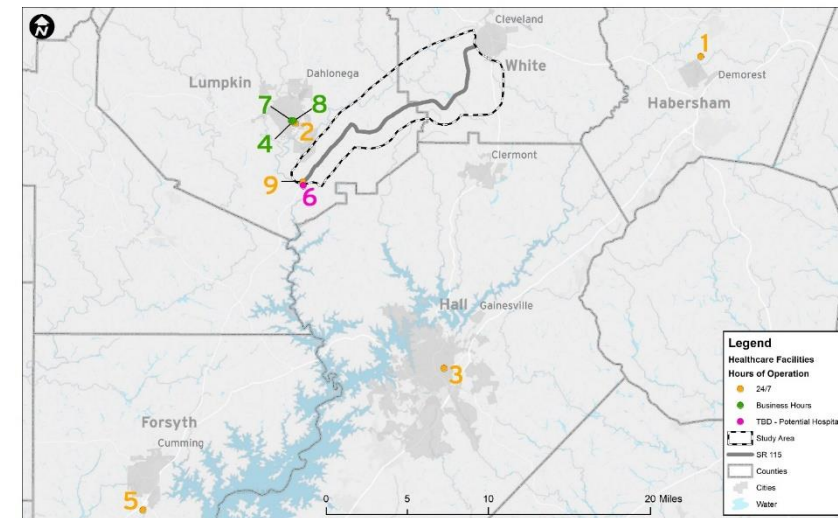 N
Cleveland
1
Lumpkin
Dahlonega
White
Demorest
7
8
Habersham
2
4
Clermont
9
6
Hall
Gainesville
3
Forsyth
Cumming
5
0
5
10
20 Miles
Legend
Healthcare Facilities
Hours of Operation
24/7
Business Hours
TBD - Potential Hospita
Study Area
SR 115
Counties
Cities
Water